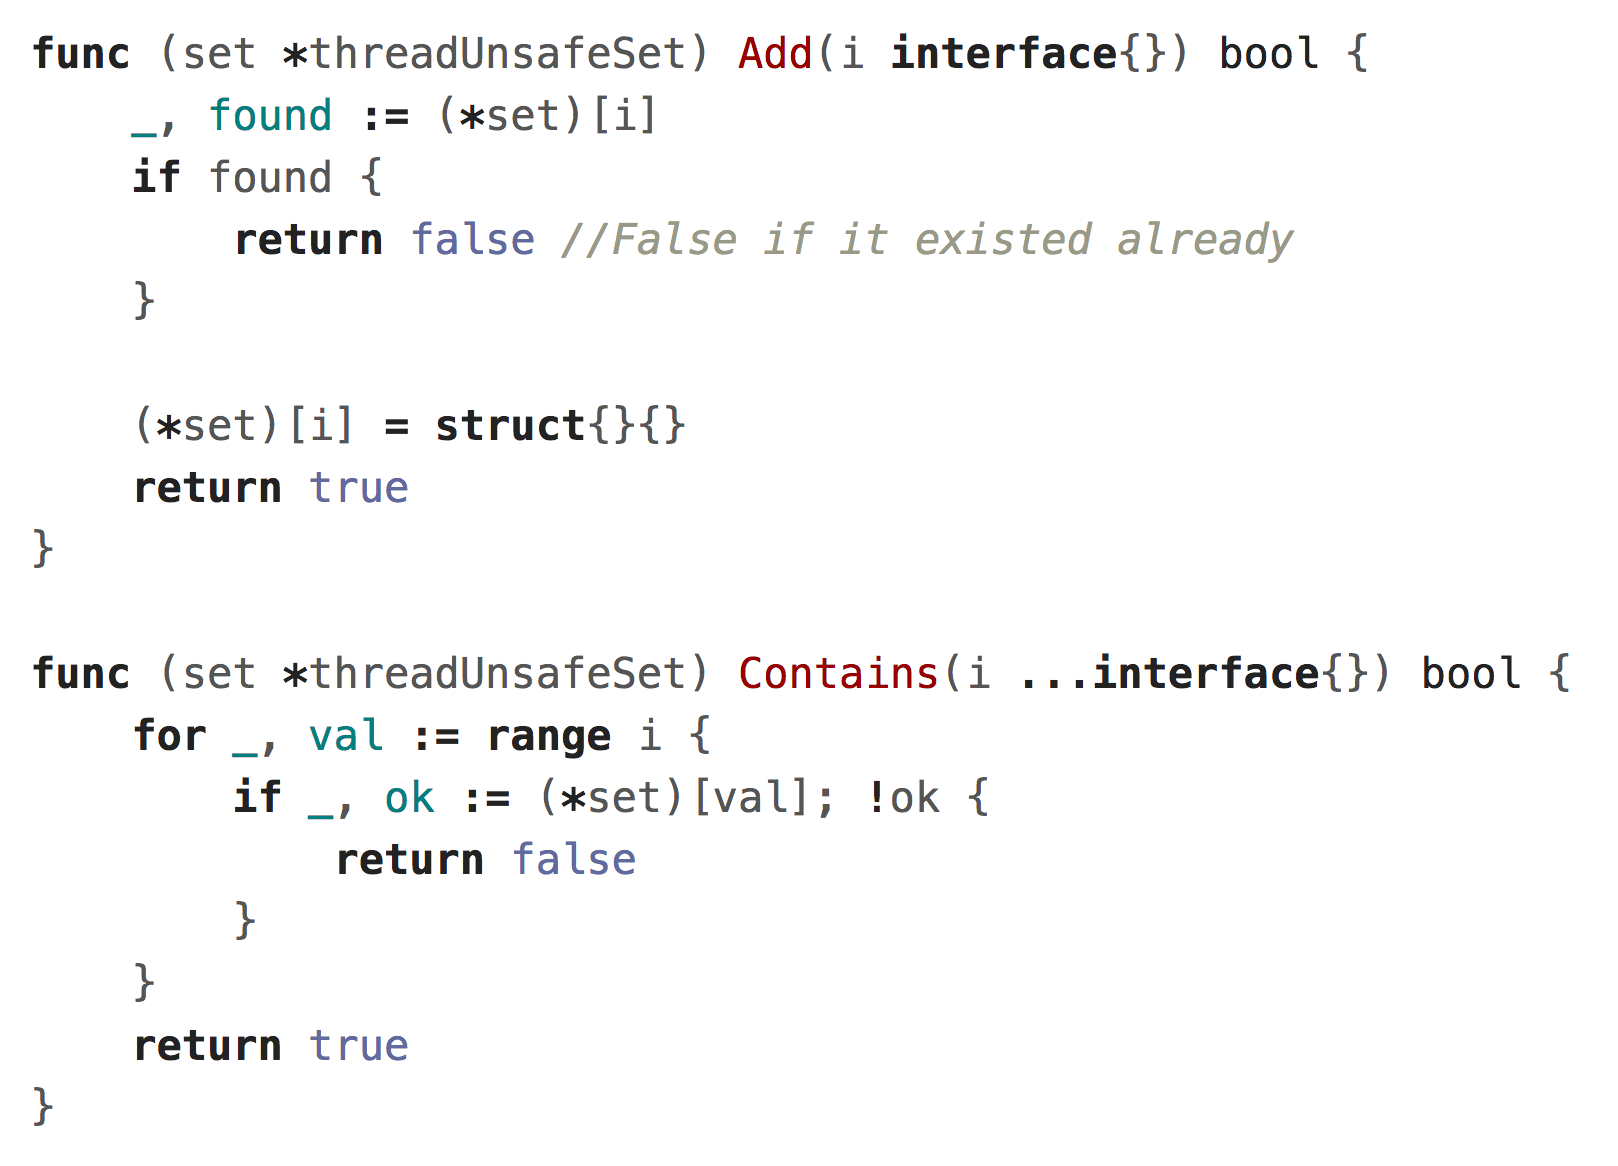 func (set *threadUnsafeSet) Add(i interface{}) bool {
    _, found := (*set)[i]
    if found {
        return false //False if it existed already
    }

    (*set)[i] = struct{}{}
    return true
}

func (set *threadUnsafeSet) Contains(i ...interface{}) bool {
    for _, val := range i {
        if _, ok := (*set)[val]; !ok {
            return false
        }
    }
    return true
}